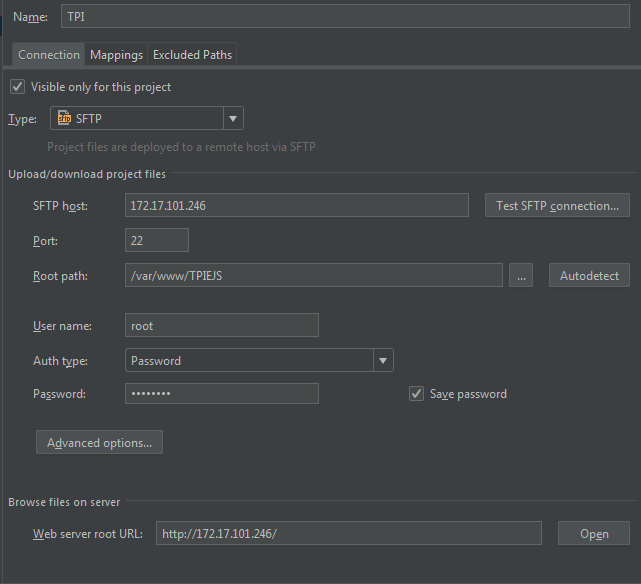 Name: TPI
Connection Mappings Excluded Paths
Visible only for this project
Type: sftp SFTP
Project files are deployed to a remote host via SFTP
Upload/download project files
SFTP host: 172.17.101.246 Test SFTP connection...
Port: 22
Root path: /var/www/TPIEJS ... Autodetect
User name: root
Auth type: Password
Password: •••••••• Save password
Advanced options...
Browse files on server
Web server root URL: http://172.17.101.246/ Open